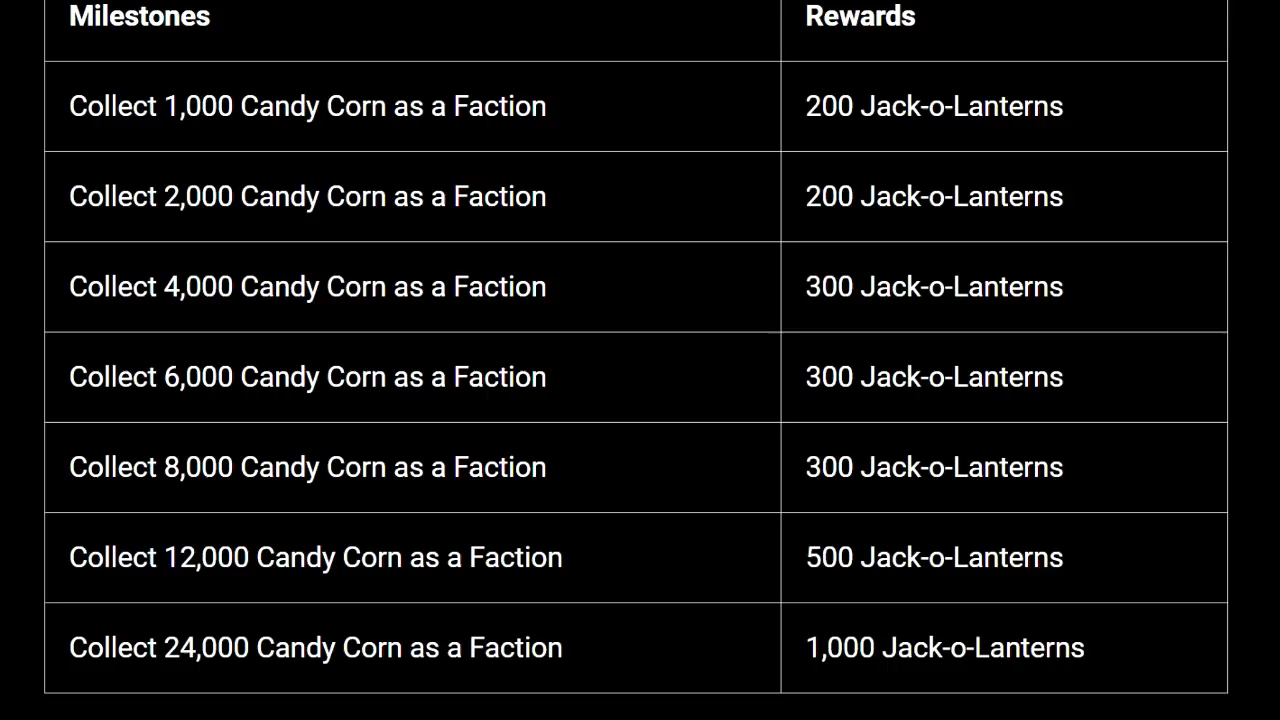 Milestones Rewards
Collect 1,000 Candy Corn as a Faction 200 Jack-o-Lanterns
Collect 2,000 Candy Corn as a Faction 200 Jack-o-Lanterns
Collect 4,000 Candy Corn as a Faction 300 Jack-o-Lanterns
Collect 6,000 Candy Corn as a Faction 300 Jack-o-Lanterns
Collect 8,000 Candy Corn as a Faction 300 Jack-o-Lanterns
Collect 12,000 Candy Corn as a Faction 500 Jack-o-Lanterns
Collect 24,000 Candy Corn as a Faction 1,000 Jack-o-Lanterns